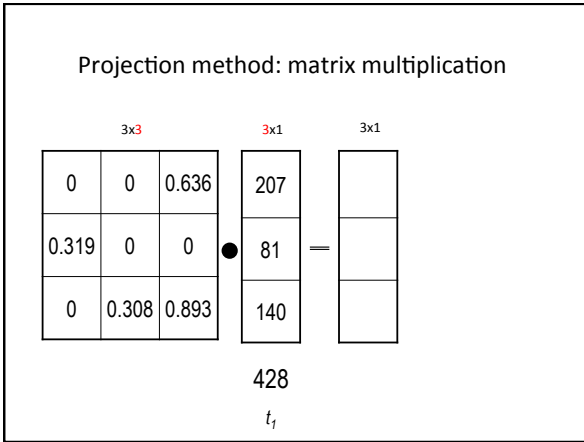 Projection method: matrix multiplication
3x3 3x1 3x1
0 0 0.636 207
0.319 0 0 • 81 =
0 0.308 0.893 140
428
t₁